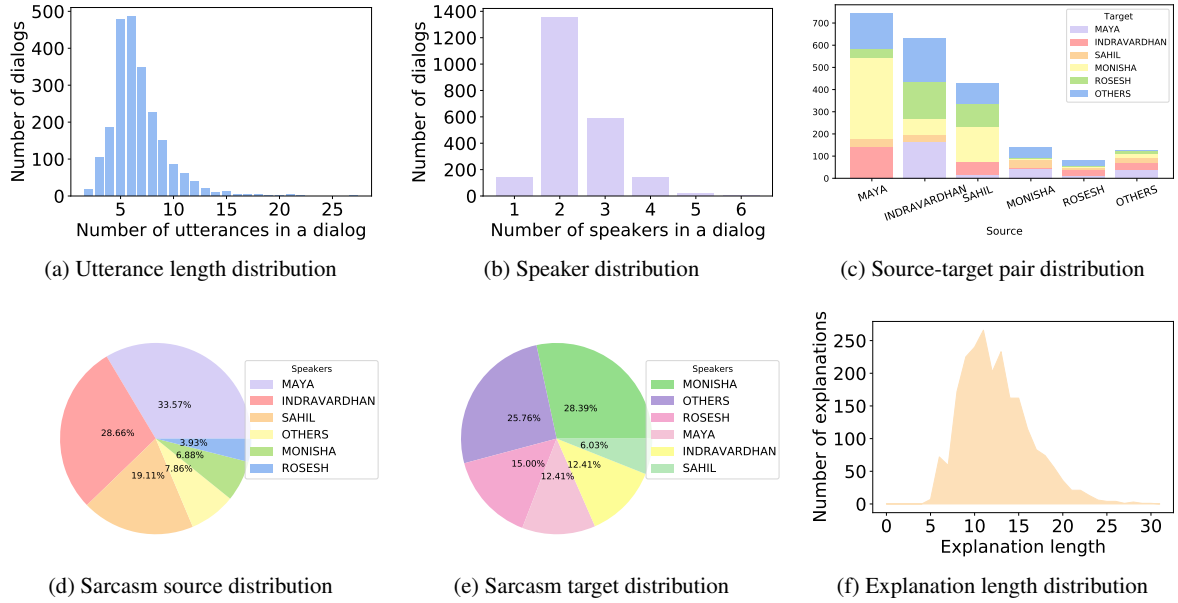 500
400
300
200
100
0
Number of dialogs
5 10 15 20 25
Number of utterances in a dialog
(a) Utterance length distribution
1400
1200
1000
800
600
400
200
0
Number of dialogs
1 2 3 4 5 6
Number of speakers in a dialog
(b) Speaker distribution
700
600
500
400
300
200
100
0
Target
MAYA
INDRAVARDHAN
SAHIL
MONISHA
ROSESH
OTHERS
MAYA INDRAVARDHAN SAHIL MONISHA ROSESH OTHERS
Source
(c) Source-target pair distribution
33.57%
28.66%
19.11%
7.86%
6.88%
3.93%
Speakers
MAYA
INDRAVARDHAN
SAHIL
OTHERS
MONISHA
ROSESH
(d) Sarcasm source distribution
28.39%
25.76%
15.00%
12.41%
12.41%
6.03%
Speakers
MONISHA
OTHERS
ROSESH
MAYA
INDRAVARDHAN
SAHIL
(e) Sarcasm target distribution
250
200
150
100
50
0
Number of explanations
0 5 10 15 20 25 30
Explanation length
(f) Explanation length distribution